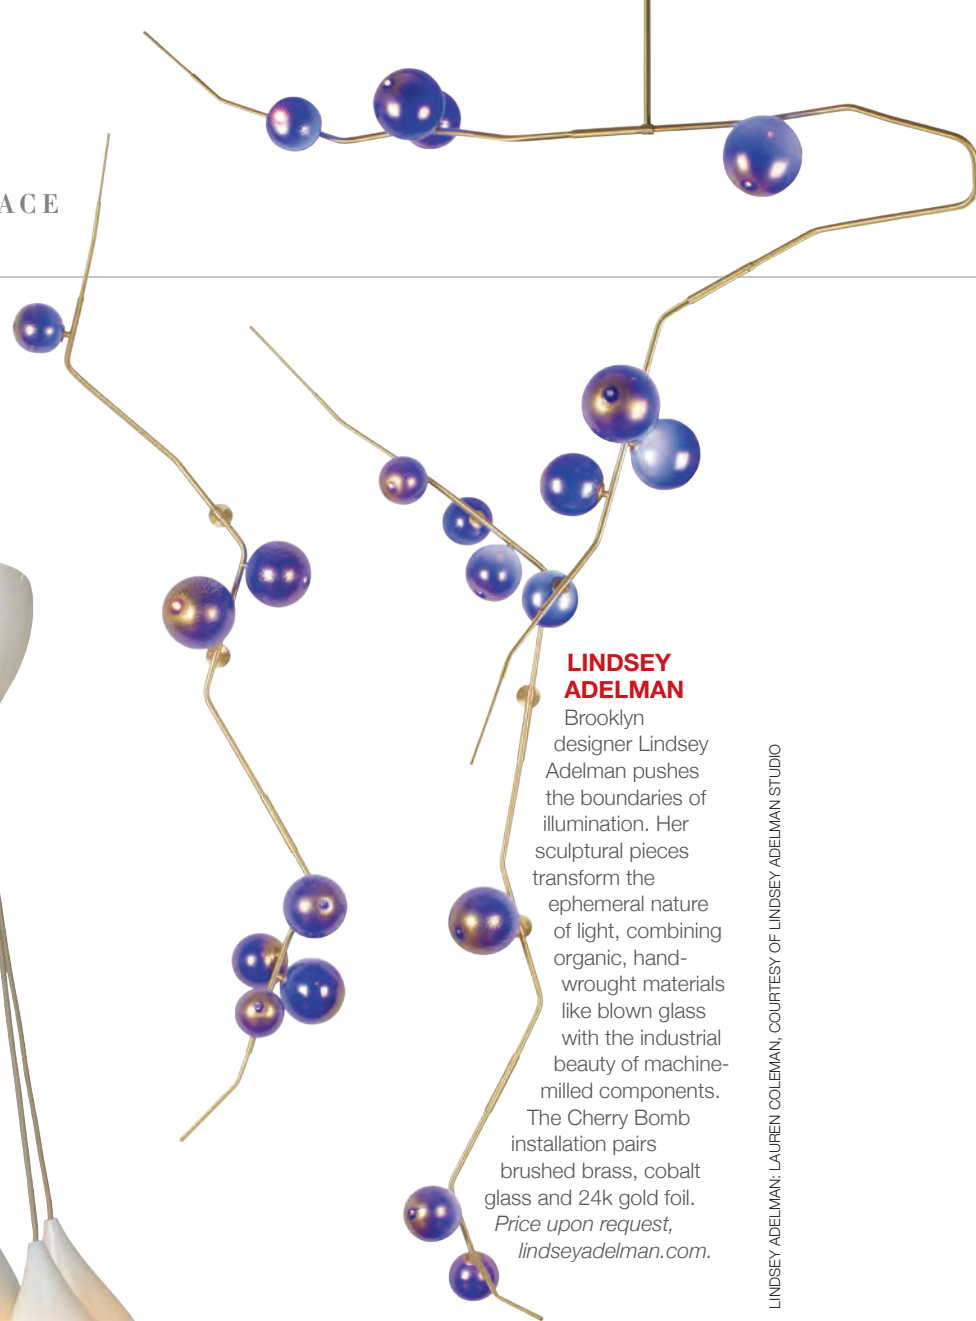 ACE
LINDSEY
ADELMAN
Brooklyn
designer Lindsey
Adelman pushes
the boundaries of
illumination. Her
sculptural pieces
transform the
ephemeral nature
of light, combining
organic, hand-
wrought materials
like blown glass
with the industrial
beauty of machine-
milled components.
The Cherry Bomb
installation pairs
brushed brass, cobalt
glass and 24k gold foil.
Price upon request,
lindseyadelman.com.
LINDSEY ADELMAN: LAUREN COLEMAN, COURTESY OF LINDSEY ADELMAN STUDIO